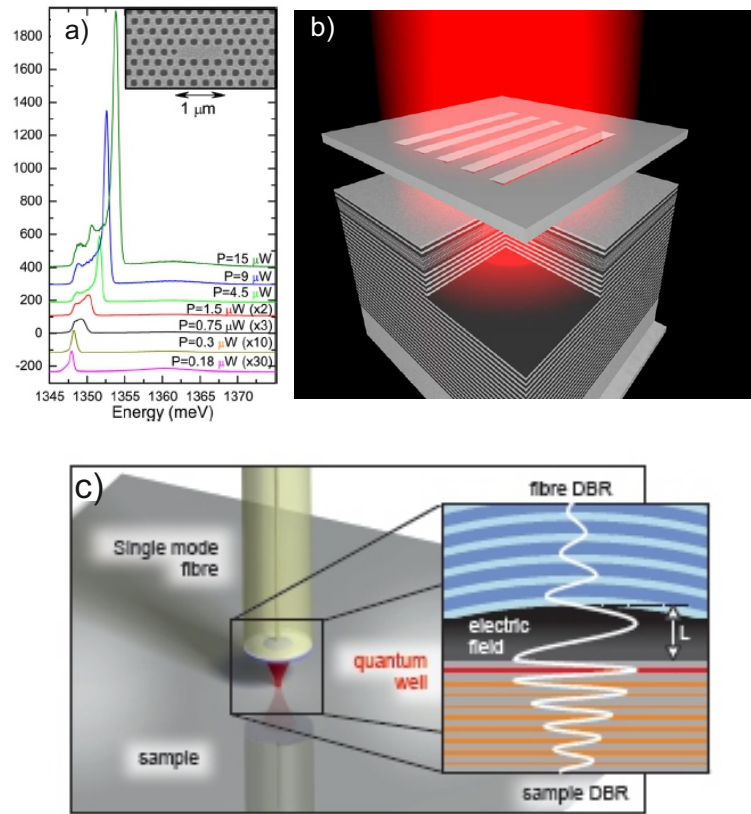 a)
1800
1600
1400
1200
1000
800
600
400
200
0
-200
1 μm
P=15 μW
P=9 μW
P=4.5 μW
P=1.5 μW (x2)
P=0.75 μW (x3)
P=0.3 μW (x10)
P=0.18 μW (x30)
1345 1350 1355 1360 1365 1370
Energy (meV)
b)
c)
Single mode
fibre
sample
quantum
well
fibre DBR
electric
field
L
sample DBR